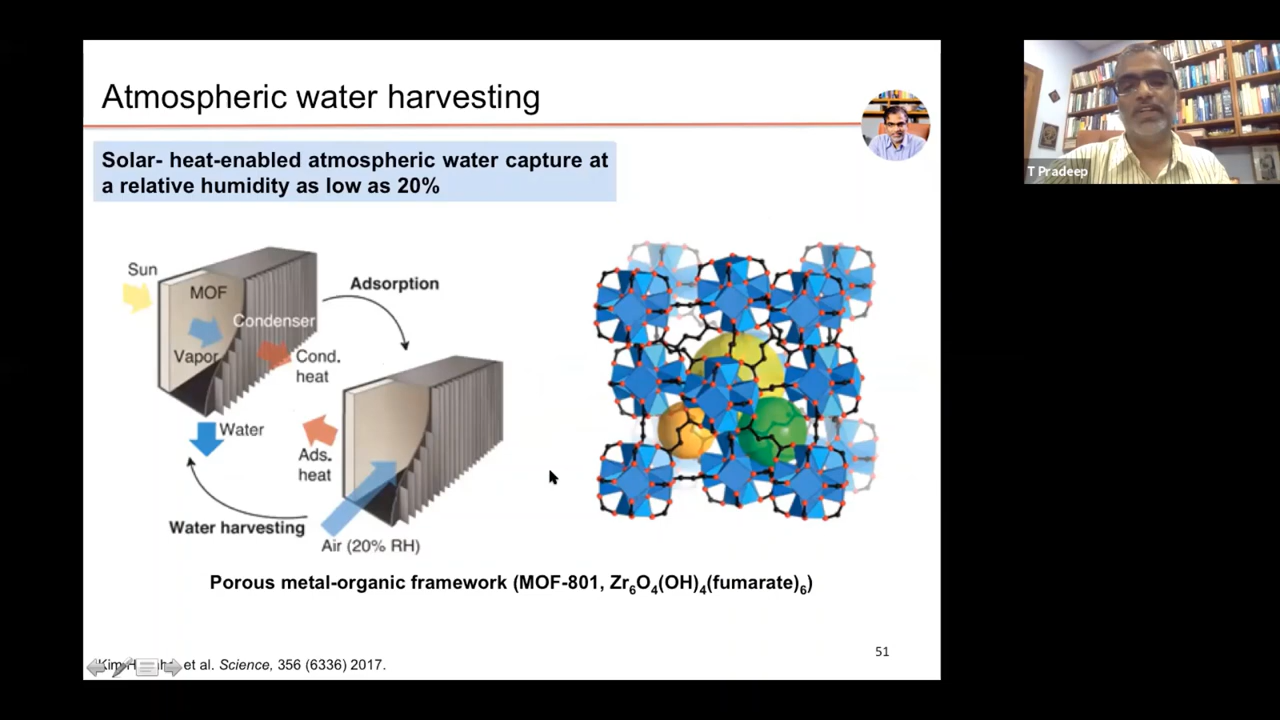 Atmospheric water harvesting
Solar- heat-enabled atmospheric water capture at
a relative humidity as low as 20%
T Pradeep
Sun
MOF
Condenser
Vapor
Cond.
heat
Water
Adsorption
Ads.
heat
Water harvesting
Air (20% RH)
Porous metal-organic framework (MOF-801, Zr₆O₄(OH)₄(fumarate)₆)
et al. Science, 356 (6336) 2017.
51